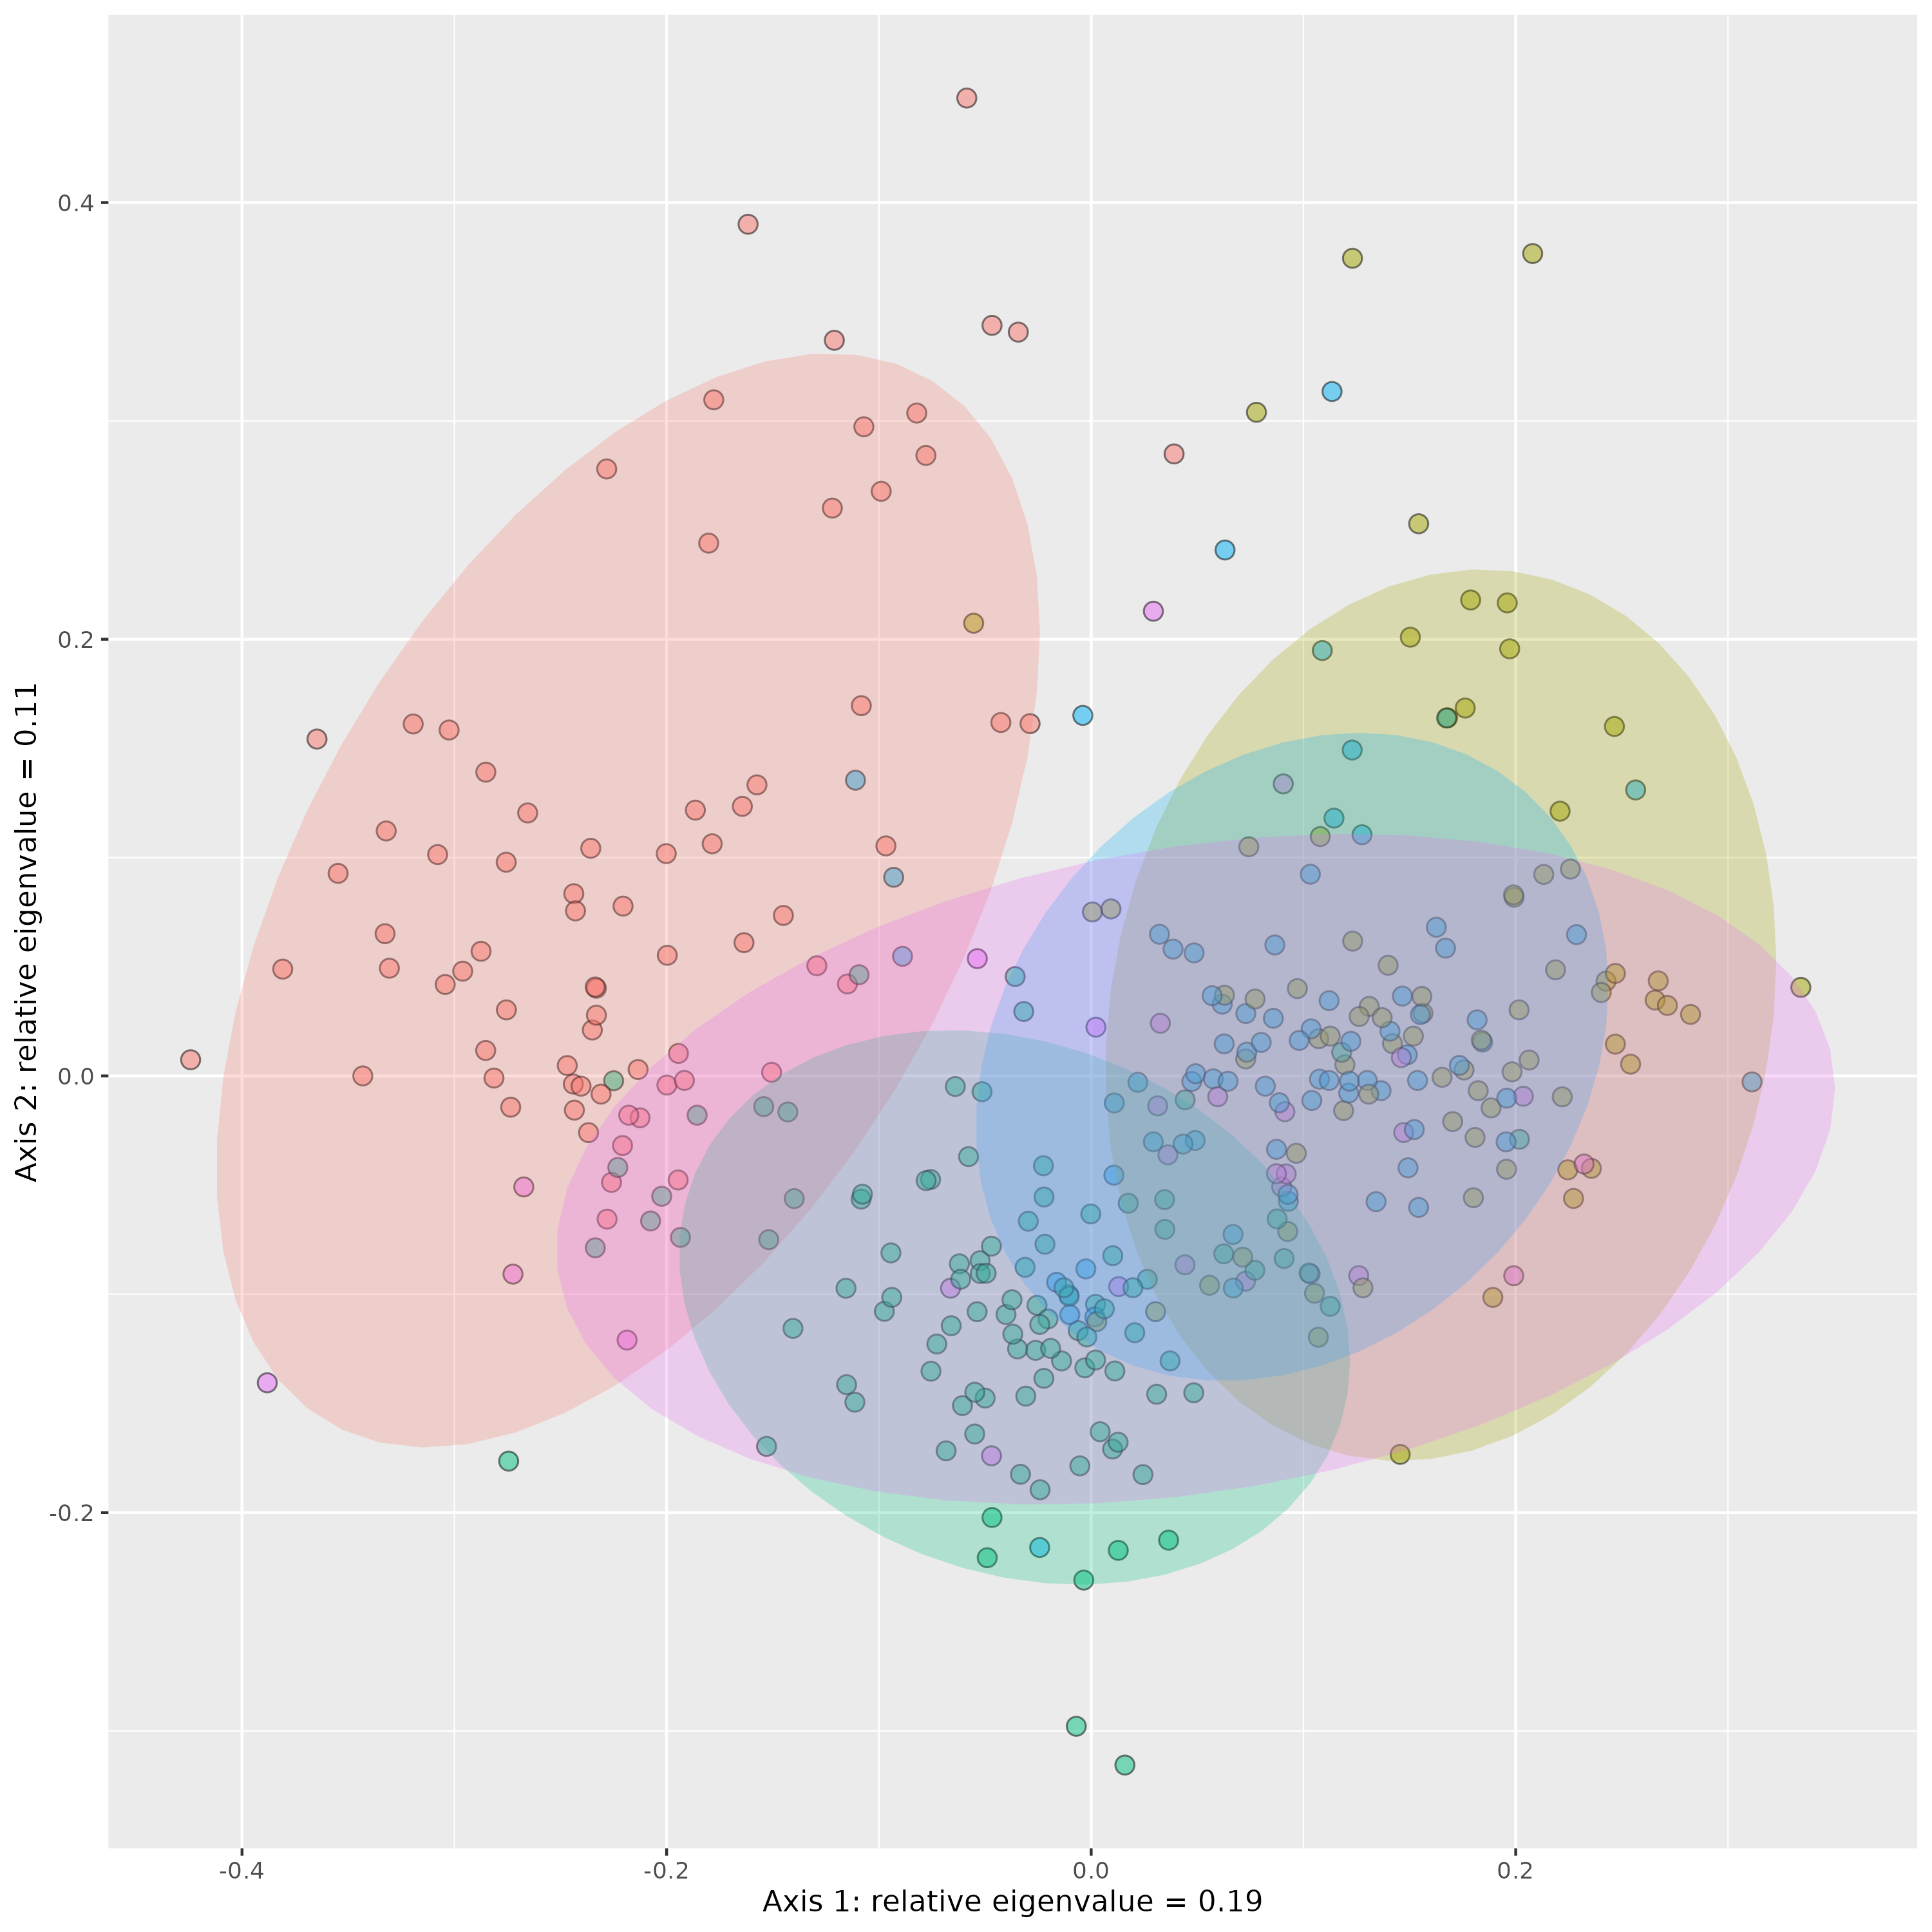 Axis 2: relative eigenvalue = 0.11
0.4
0.2
0.0
-0.2
-0.4 -0.2 0.0 0.2
Axis 1: relative eigenvalue = 0.19